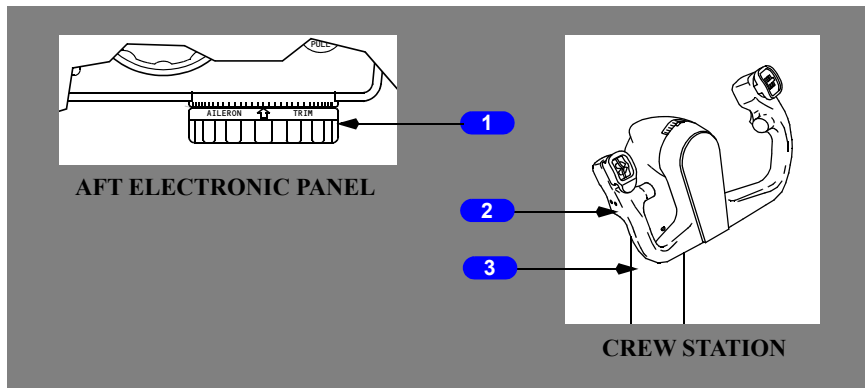 PULL
AILERON TRIM
1
AFT ELECTRONIC PANEL
2
3
CREW STATION